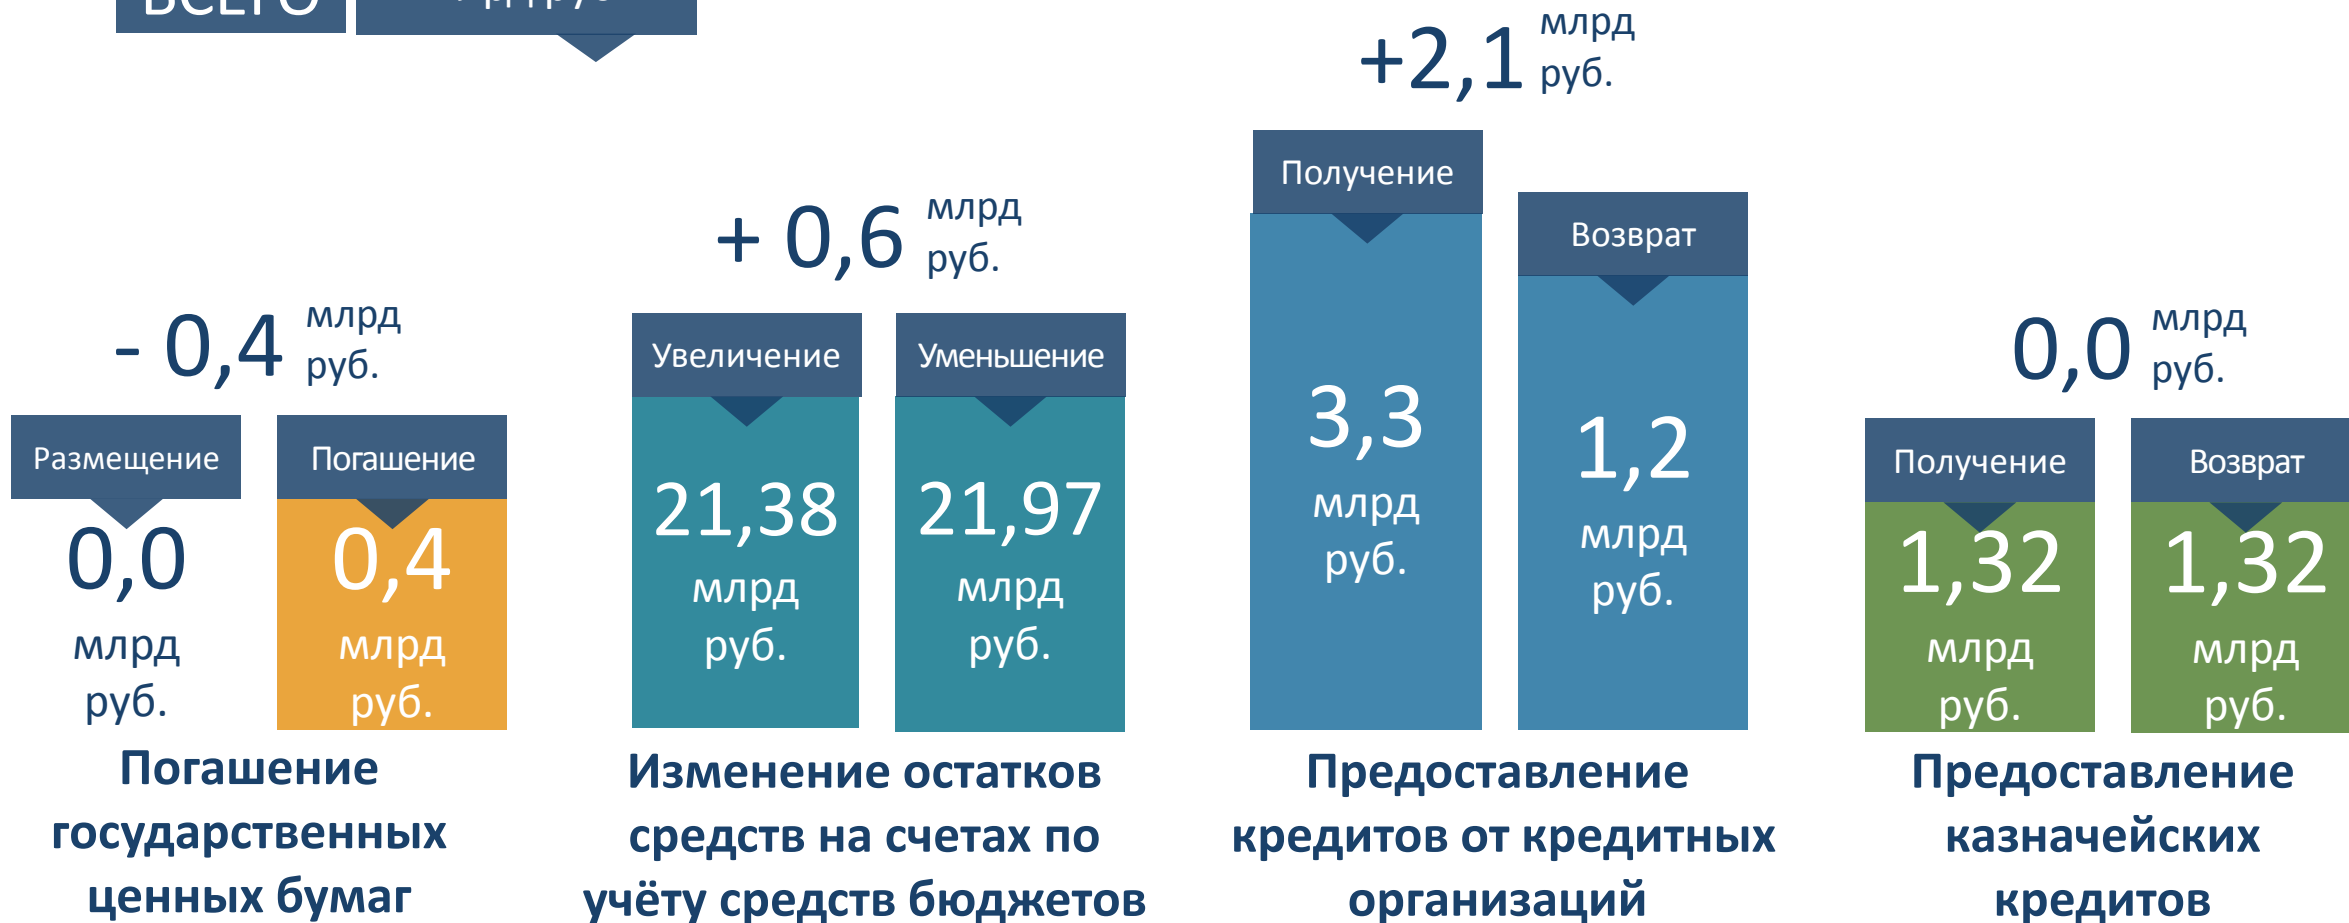 ВСЕГО
+2,1 млрд
руб.
Получение
Возврат
3,3
млрд
руб.
1,2
млрд
руб.
+ 0,6 млрд
руб.
Увеличение
Уменьшение
21,38
млрд
руб.
21,97
млрд
руб.
- 0,4 млрд
руб.
Размещение
Погашение
0,0
млрд
руб.
0,4
млрд
руб.
0,0 млрд
руб.
Получение
Возврат
1,32
млрд
руб.
1,32
млрд
руб.
Погашение
государственных
ценных бумаг
Изменение остатков
средств на счетах по
учёту средств бюджетов
Предоставление
кредитов от кредитных
организаций
Предоставление
казначейских
кредитов